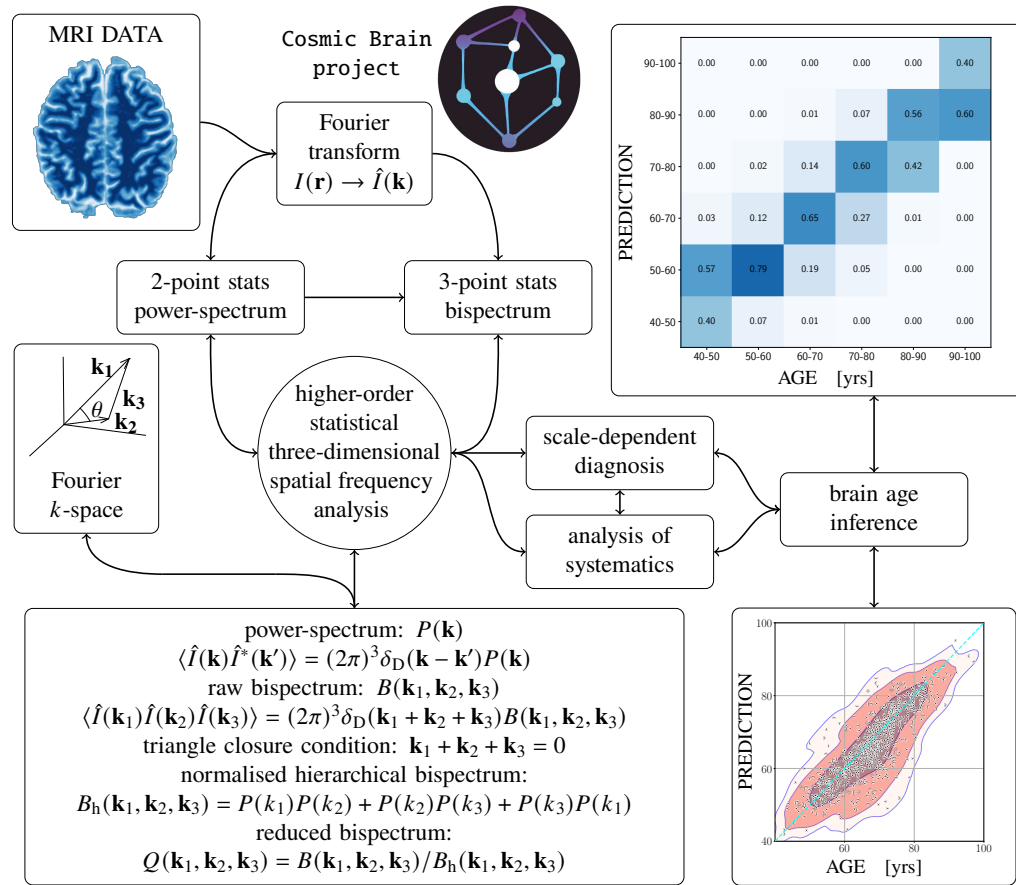 MRI DATA
Cosmic Brain
project
Fourier
transform
I(𝐫) → Î(𝐤)
2-point stats
power-spectrum
3-point stats
bispectrum
𝐤₁
𝐤₃
θ
𝐤₂
Fourier
k-space
higher-order
statistical
three-dimensional
spatial frequency
analysis
scale-dependent
diagnosis
analysis of
systematics
brain age
inference
PREDICTION
90-100 0.00 0.00 0.00 0.00 0.00 0.40
80-90 0.00 0.00 0.01 0.07 0.56 0.60
70-80 0.00 0.02 0.14 0.60 0.42 0.00
60-70 0.03 0.12 0.65 0.27 0.01 0.00
50-60 0.57 0.79 0.19 0.05 0.00 0.00
40-50 0.40 0.07 0.01 0.00 0.00 0.00
40-50 50-60 60-70 70-80 80-90 90-100
AGE [yrs]
power-spectrum: P(𝐤)
⟨Î(𝐤)Î*(𝐤′)⟩ = (2π)³δ_D(𝐤 − 𝐤′)P(𝐤)
raw bispectrum: B(𝐤₁, 𝐤₂, 𝐤₃)
⟨Î(𝐤₁)Î(𝐤₂)Î(𝐤₃)⟩ = (2π)³δ_D(𝐤₁ + 𝐤₂ + 𝐤₃)B(𝐤₁, 𝐤₂, 𝐤₃)
triangle closure condition: 𝐤₁ + 𝐤₂ + 𝐤₃ = 0
normalised hierarchical bispectrum:
B_h(𝐤₁, 𝐤₂, 𝐤₃) = P(k₁)P(k₂) + P(k₂)P(k₃) + P(k₃)P(k₁)
reduced bispectrum:
Q(𝐤₁, 𝐤₂, 𝐤₃) = B(𝐤₁, 𝐤₂, 𝐤₃)/B_h(𝐤₁, 𝐤₂, 𝐤₃)
PREDICTION
100
80
60
40
60 80 100
AGE [yrs]